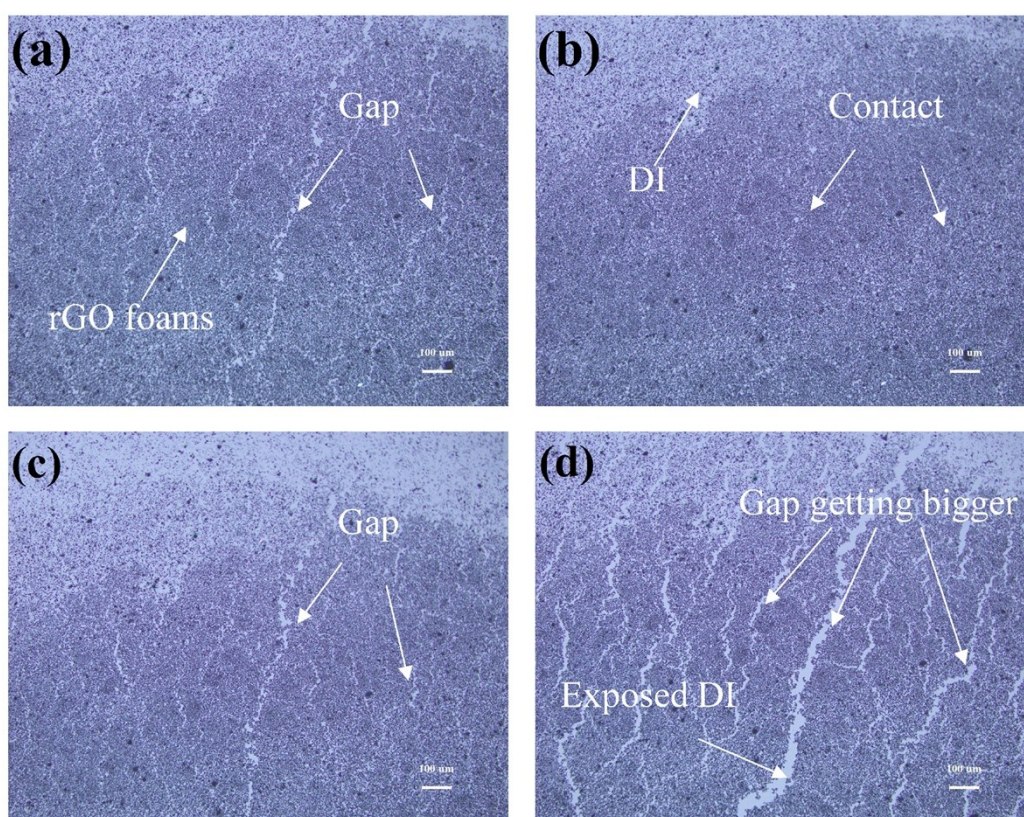 (a)
Gap
rGO foams
100 um
(b)
Contact
DI
100 um
(c)
Gap
100 um
(d)
Gap getting bigger
Exposed DI
100 um